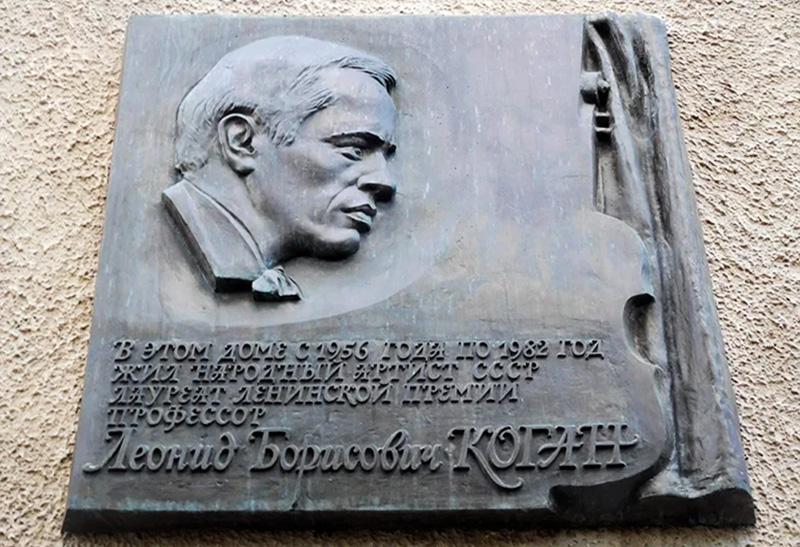 В ЭТОМ ДОМЕ С 1956 ГОДА ПО 1982 ГОД
ЖИЛ НАРОДНЫЙ АРТИСТ СССР
ЛАУРЕАТ ЛЕНИНСКОЙ ПРЕМИИ
ПРОФЕССОР
Леонид Борисович КОГАН